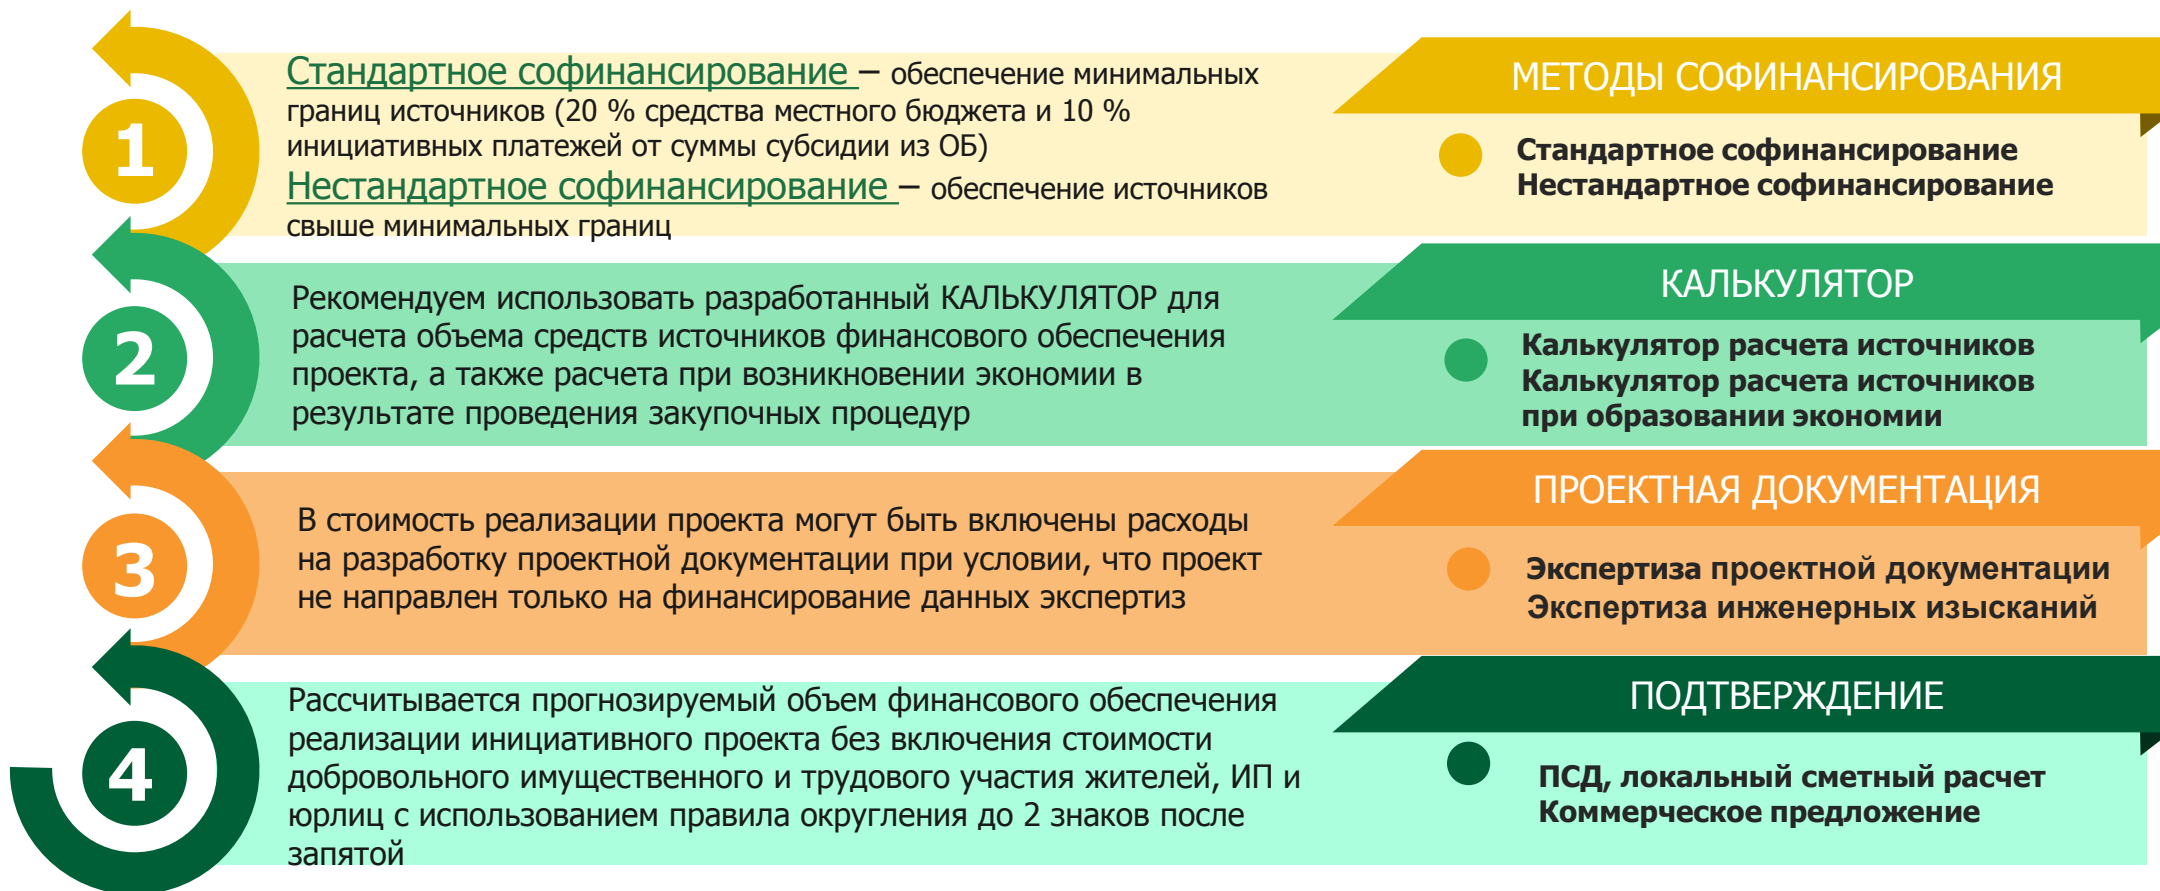 1
Стандартное софинансирование – обеспечение минимальных
границ источников (20 % средства местного бюджета и 10 %
инициативных платежей от суммы субсидии из ОБ)
Нестандартное софинансирование – обеспечение источников
свыше минимальных границ
МЕТОДЫ СОФИНАНСИРОВАНИЯ
Стандартное софинансирование
Нестандартное софинансирование
2
Рекомендуем использовать разработанный КАЛЬКУЛЯТОР для
расчета объема средств источников финансового обеспечения
проекта, а также расчета при возникновении экономии в
результате проведения закупочных процедур
КАЛЬКУЛЯТОР
Калькулятор расчета источников
Калькулятор расчета источников
при образовании экономии
3
В стоимость реализации проекта могут быть включены расходы
на разработку проектной документации при условии, что проект
не направлен только на финансирование данных экспертиз
ПРОЕКТНАЯ ДОКУМЕНТАЦИЯ
Экспертиза проектной документации
Экспертиза инженерных изысканий
4
Рассчитывается прогнозируемый объем финансового обеспечения
реализации инициативного проекта без включения стоимости
добровольного имущественного и трудового участия жителей, ИП и
юрлиц с использованием правила округления до 2 знаков после
запятой
ПОДТВЕРЖДЕНИЕ
ПСД, локальный сметный расчет
Коммерческое предложение